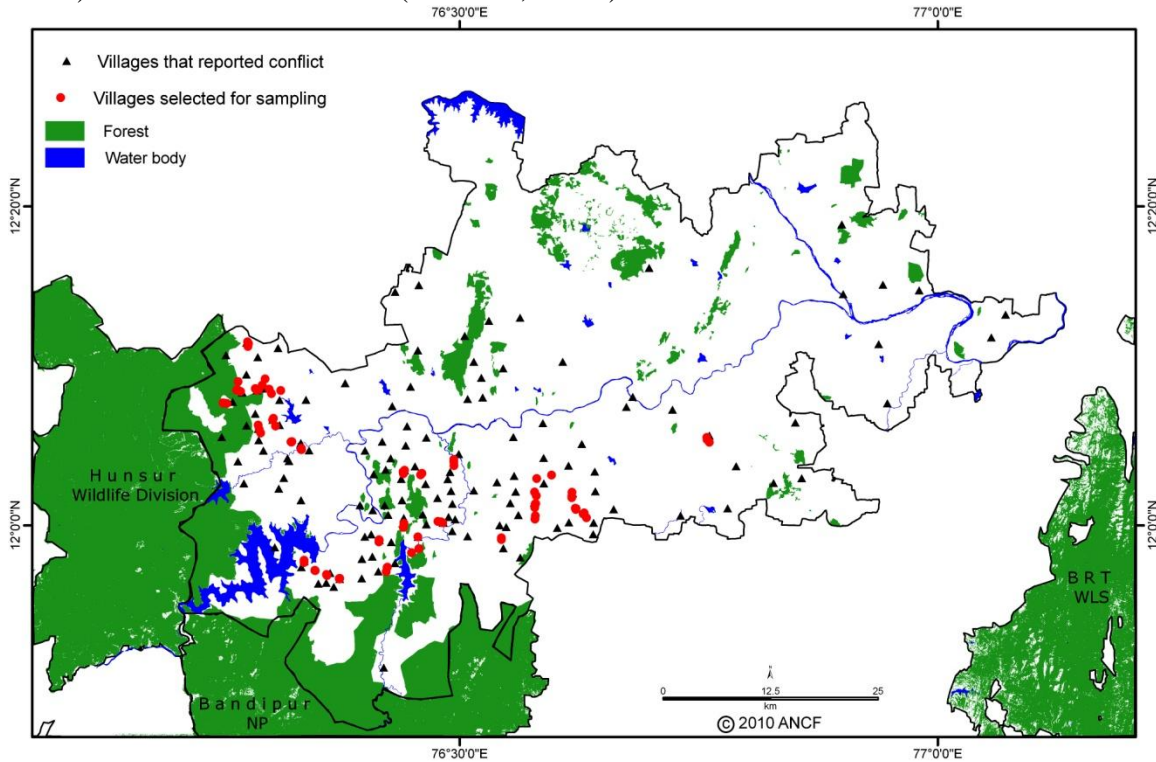 76°30'0"E 77°0'0"E
Villages that reported conflict
Villages selected for sampling
Forest
Water body
12°20'0"N 12°20'0"N
Hunsur
Wildlife Division
12°0'0"N 12°0'0"N
BRT
WLS
N
0 12.5 25
km
Bandipur
NP
© 2010 ANCF
76°30'0"E 77°0'0"E